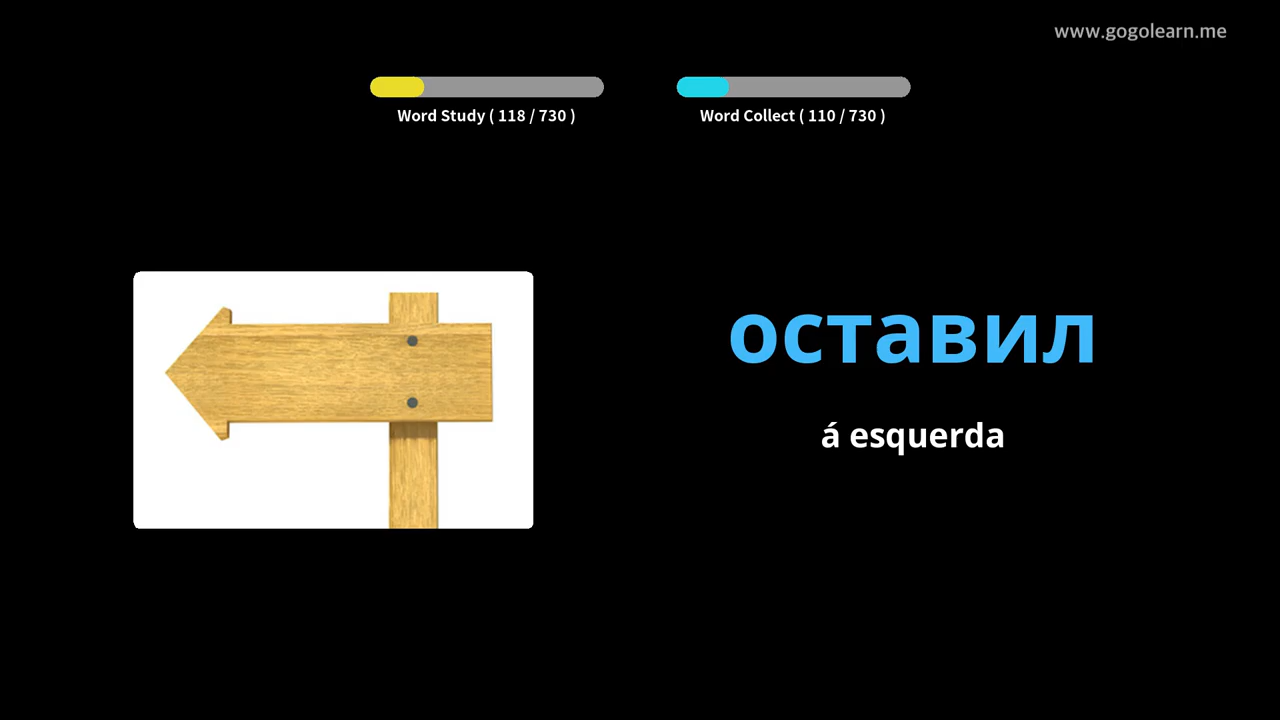 www.gogolearn.me
Word Study ( 118 / 730 )
Word Collect ( 110 / 730 )
оставил
á esquerda